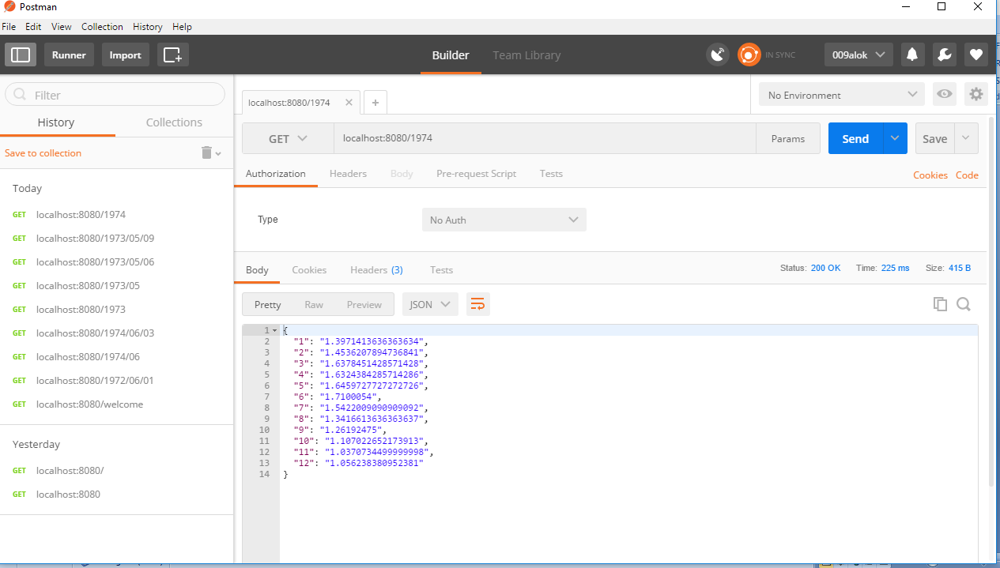 Postman
File Edit View Collection History Help
Runner Import Builder Team Library IN SYNC 009alok
Filter
History Collections
Save to collection
Today
GET localhost:8080/1974
GET localhost:8080/1973/05/09
GET localhost:8080/1973/05/06
GET localhost:8080/1973/05
GET localhost:8080/1973
GET localhost:8080/1974/06/03
GET localhost:8080/1974/06
GET localhost:8080/1972/06/01
GET localhost:8080/welcome
Yesterday
GET localhost:8080/
GET localhost:8080
localhost:8080/1974 No Environment
GET localhost:8080/1974 Params Send Save
Authorization Headers Body Pre-request Script Tests Cookies Code
Type No Auth
Body Cookies Headers (3) Tests Status: 200 OK Time: 225 ms Size: 415 B
Pretty Raw Preview JSON
1 {
2 "1": "1.3971413636363634",
3 "2": "1.4536207894736841",
4 "3": "1.6378451428571428",
5 "4": "1.6324384285714286",
6 "5": "1.6459727727272726",
7 "6": "1.7100054",
8 "7": "1.5422009090909092",
9 "8": "1.3416613636363637",
10 "9": "1.26192475",
11 "10": "1.107022652173913",
12 "11": "1.0370734499999998",
13 "12": "1.056238380952381"
14 }